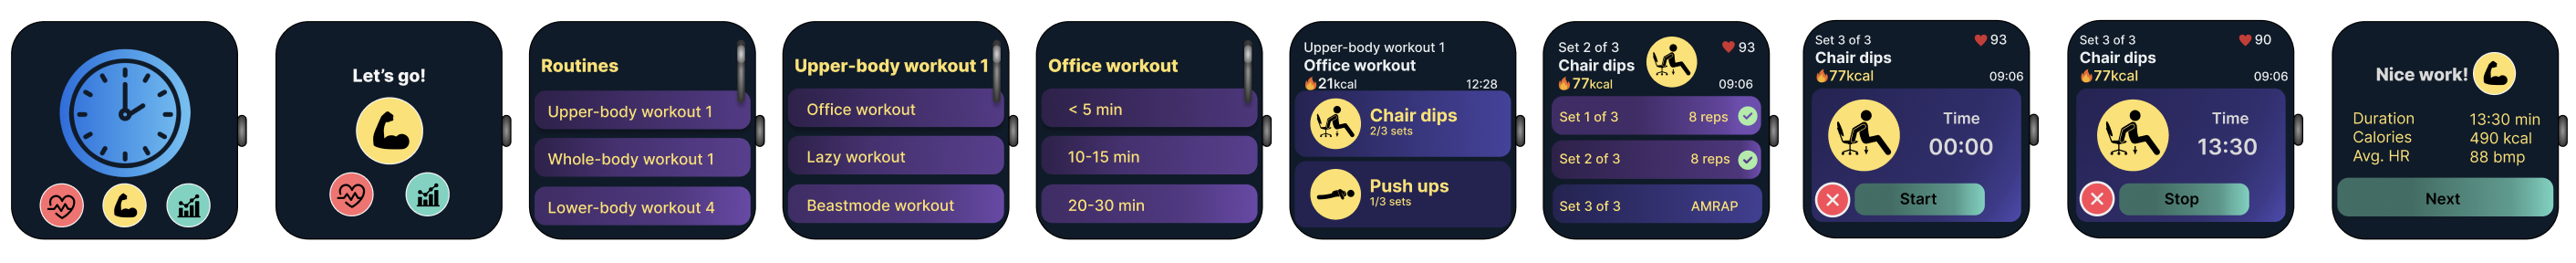 Let's go!
Routines
Upper-body workout 1
Whole-body workout 1
Lower-body workout 4
Upper-body workout 1
Office workout
Lazy workout
Beastmode workout
Office workout
< 5 min
10-15 min
20-30 min
Upper-body workout 1
Office workout
21kcal 12:28
Chair dips
2/3 sets
Push ups
1/3 sets
Set 2 of 3 93
Chair dips
77kcal 09:06
Set 1 of 3 8 reps
Set 2 of 3 8 reps
Set 3 of 3 AMRAP
Set 3 of 3 93
Chair dips
77kcal 09:06
Time
00:00
Start
Set 3 of 3 90
Chair dips
77kcal 09:06
Time
13:30
Stop
Nice work!
Duration 13:30 min
Calories 490 kcal
Avg. HR 88 bmp
Next